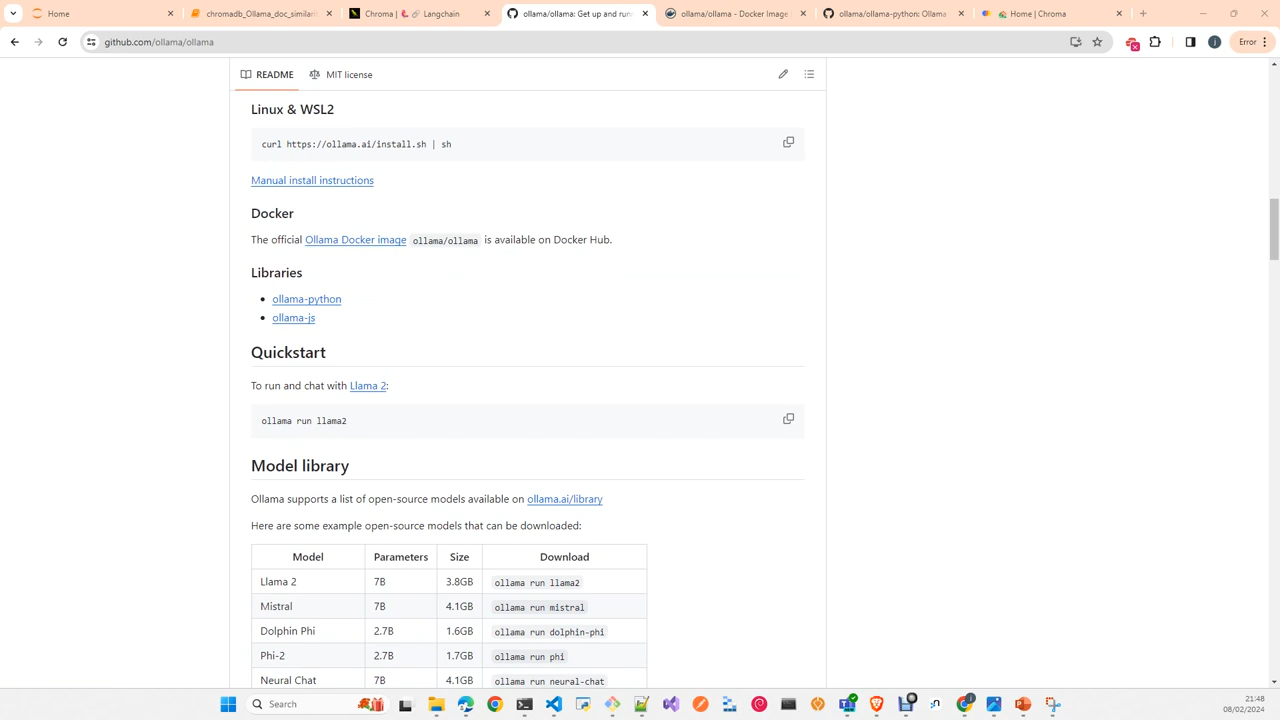 Home
chromadb_Ollama_doc_similarit
Chroma | 🦜️🔗 Langchain
ollama/ollama: Get up and runn
ollama/ollama - Docker Image
ollama/ollama-python: Ollama
Home | Chroma
github.com/ollama/ollama
Error
README
MIT license
Linux & WSL2
curl https://ollama.ai/install.sh | sh
Manual install instructions
Docker
The official Ollama Docker image ollama/ollama is available on Docker Hub.
Libraries
• ollama-python
• ollama-js
Quickstart
To run and chat with Llama 2:
ollama run llama2
Model library
Ollama supports a list of open-source models available on ollama.ai/library
Here are some example open-source models that can be downloaded:
Model Parameters Size Download
Llama 2 7B 3.8GB ollama run llama2
Mistral 7B 4.1GB ollama run mistral
Dolphin Phi 2.7B 1.6GB ollama run dolphin-phi
Phi-2 2.7B 1.7GB ollama run phi
Neural Chat 7B 4.1GB ollama run neural-chat
Search
21:48
08/02/2024